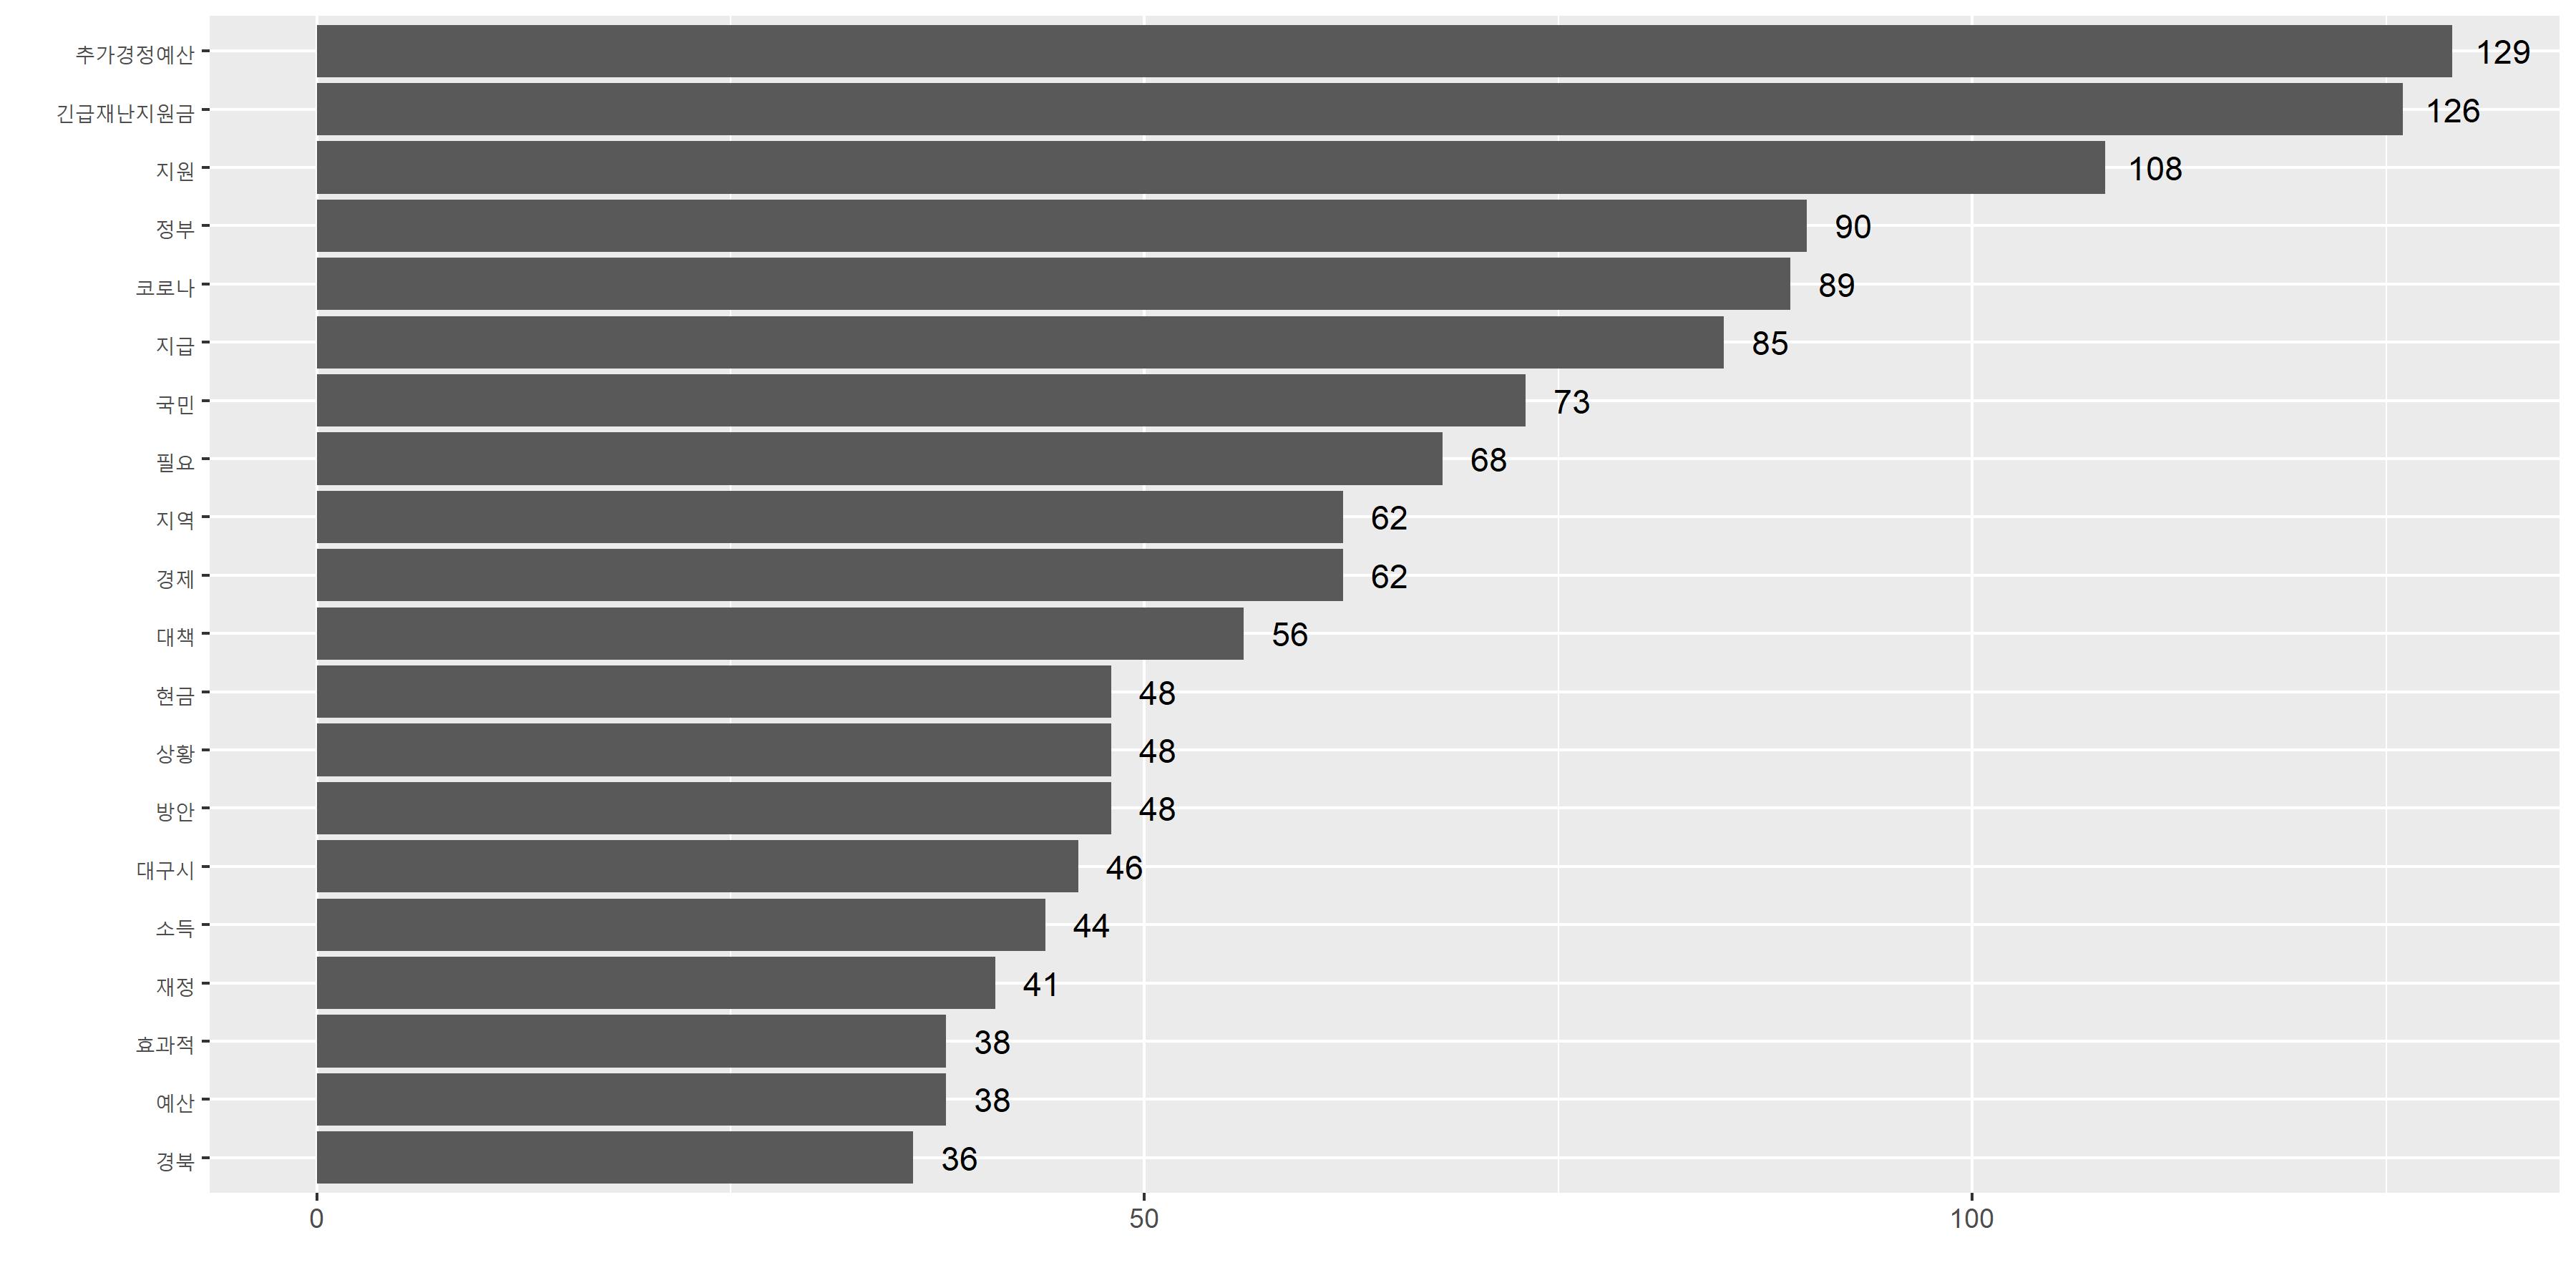 추가경정예산 129
긴급재난지원금 126
지원 108
정부 90
코로나 89
지급 85
국민 73
필요 68
지역 62
경제 62
대책 56
현금 48
상황 48
방안 48
대구시 46
소득 44
재정 41
효과적 38
예산 38
경북 36
0 50 100